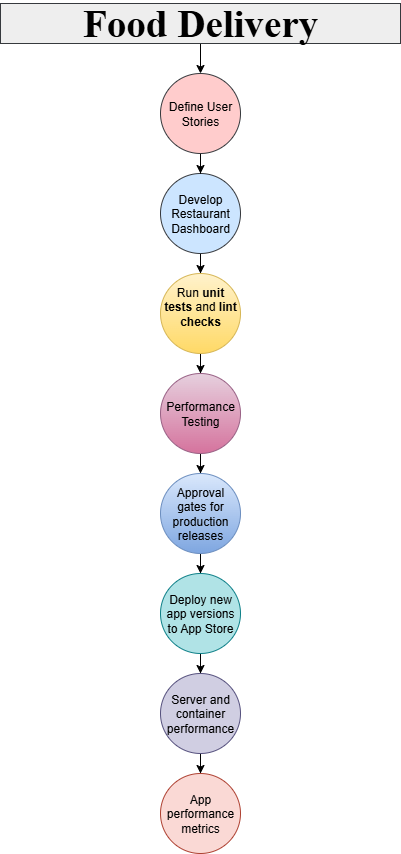 Food Delivery
Define User
Stories
Develop
Restaurant
Dashboard
Run unit
tests and lint
checks
Performance
Testing
Approval
gates for
production
releases
Deploy new
app versions
to App Store
Server and
container
performance
App
performance
metrics